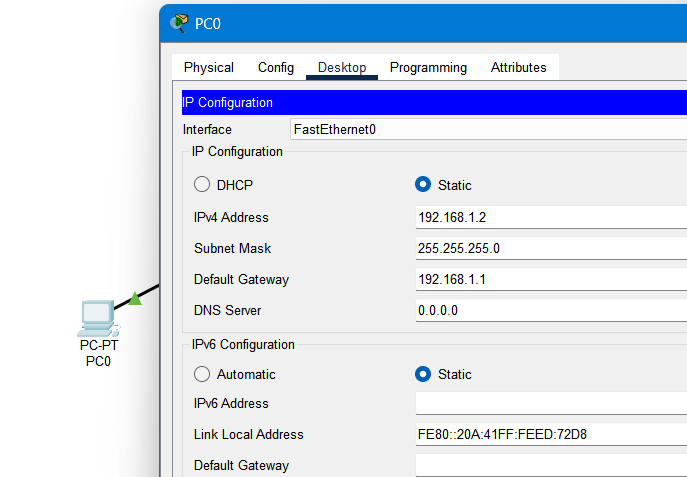 PC0
Physical Config Desktop Programming Attributes
IP Configuration
Interface FastEthernet0
IP Configuration
DHCP Static
IPv4 Address 192.168.1.2
Subnet Mask 255.255.255.0
Default Gateway 192.168.1.1
DNS Server 0.0.0.0
IPv6 Configuration
Automatic Static
IPv6 Address
Link Local Address FE80::20A:41FF:FEED:72D8
Default Gateway
PC-PT
PC0